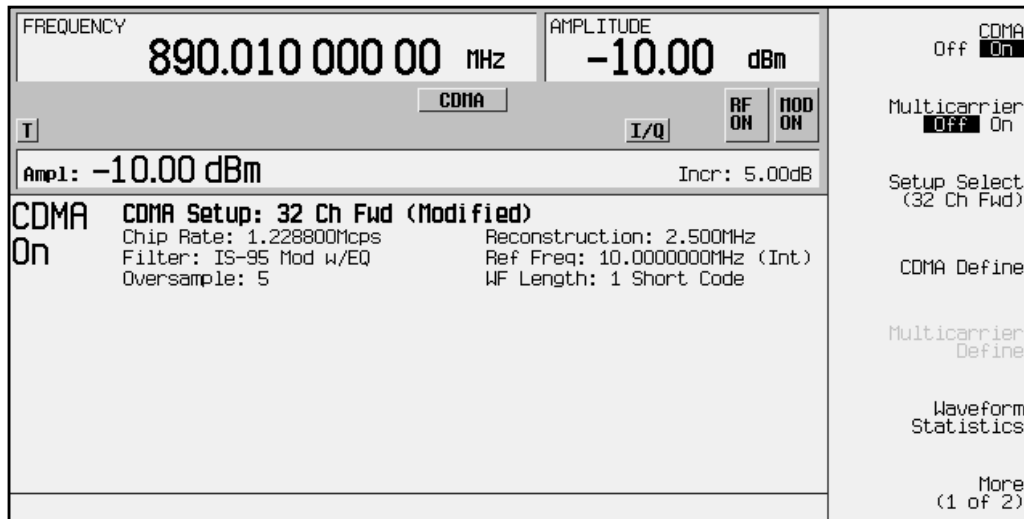 FREQUENCY
890.010 000 00 MHz
AMPLITUDE
-10.00 dBm
CDMA
RF ON
MOD ON
T
I/Q
Ampl: -10.00 dBm
Incr: 5.00dB
CDMA On
CDMA Setup: 32 Ch Fwd (Modified)
Chip Rate: 1.228800Mcps
Reconstruction: 2.500MHz
Filter: IS-95 Mod w/EQ
Ref Freq: 10.0000000MHz (Int)
Oversample: 5
WF Length: 1 Short Code
CDMA
Off On
Multicarrier
Off On
Setup Select
(32 Ch Fwd)
CDMA Define
Multicarrier
Define
Waveform
Statistics
More
(1 of 2)